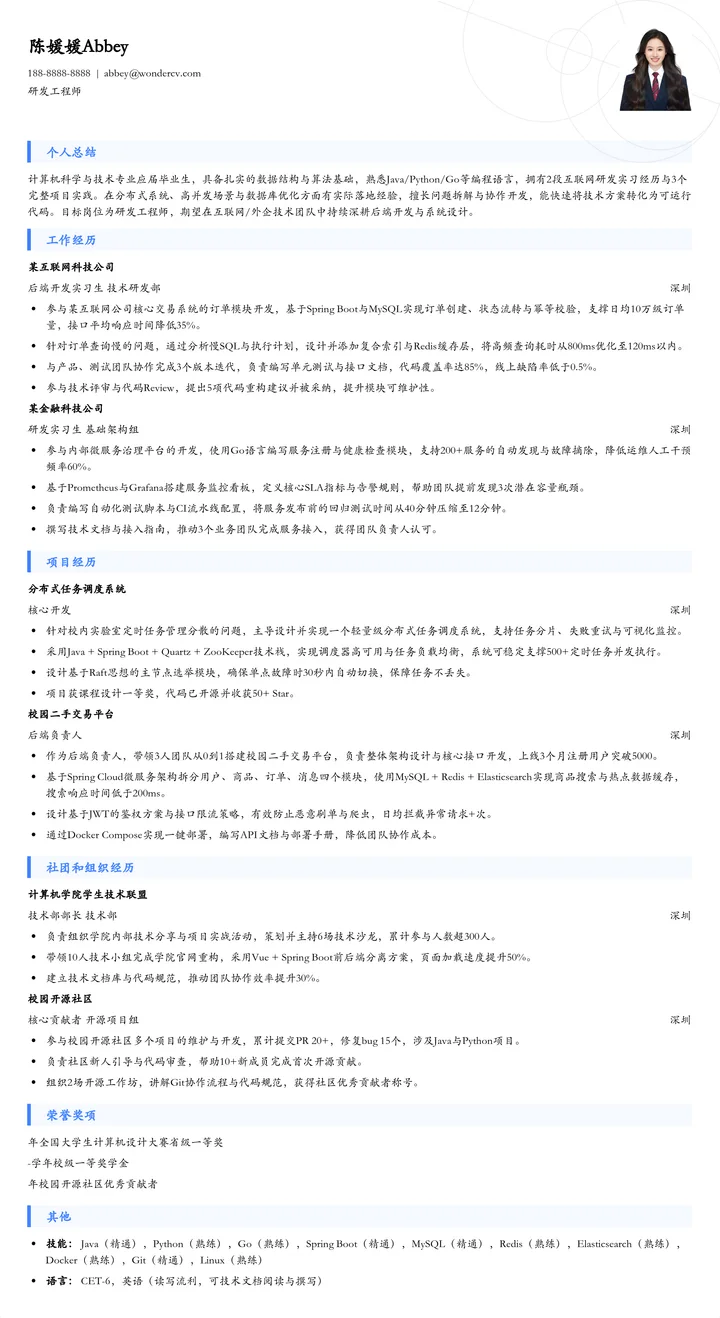 陈媛媛Abbey
188-8888-8888 | abbey@wondercv.com
研发工程师
个人总结
计算机科学与技术专业应届毕业生，具备扎实的数据结构与算法基础，熟悉Java/Python/Go等编程语言，拥有2段互联网研发实习经历与3个
完整项目实践。在分布式系统、高并发场景与数据库优化方面有实际落地经验，擅长问题拆解与协作开发，能快速将技术方案转化为可运行
代码。目标岗位为研发工程师，期望在互联网/外企技术团队中持续深耕后端开发与系统设计。
工作经历
某互联网科技公司
后端开发实习生 技术研发部 深圳
• 参与某互联网公司核心交易系统的订单模块开发，基于Spring Boot与MySQL实现订单创建、状态流转与幂等校验，支撑日均10万级订单
量，接口平均响应时间降低35%。
• 针对订单查询慢的问题，通过分析慢SQL与执行计划，设计并添加复合索引与Redis缓存层，将高频查询耗时从800ms优化至120ms以内。
• 与产品、测试团队协作完成3个版本迭代，负责编写单元测试与接口文档，代码覆盖率达85%，线上缺陷率低于0.5%。
• 参与技术评审与代码Review，提出5项代码重构建议并被采纳，提升模块可维护性。
某金融科技公司
研发实习生 基础架构组 深圳
• 参与内部微服务治理平台的开发，使用Go语言编写服务注册与健康检查模块，支持200+服务的自动发现与故障摘除，降低运维人工干预
频率60%。
• 基于Prometheus与Grafana搭建服务监控看板，定义核心SLA指标与告警规则，帮助团队提前发现3次潜在容量瓶颈。
• 负责编写自动化测试脚本与CI流水线配置，将服务发布前的回归测试时间从40分钟压缩至12分钟。
• 撰写技术文档与接入指南，推动3个业务团队完成服务接入，获得团队负责人认可。
项目经历
分布式任务调度系统
核心开发 深圳
• 针对校内实验室定时任务管理分散的问题，主导设计并实现一个轻量级分布式任务调度系统，支持任务分片、失败重试与可视化监控。
• 采用Java + Spring Boot + Quartz + ZooKeeper技术栈，实现调度器高可用与任务负载均衡，系统可稳定支撑500+定时任务并发执行。
• 设计基于Raft思想的主节点选举模块，确保单点故障时30秒内自动切换，保障任务不丢失。
• 项目获课程设计一等奖，代码已开源并收获50+ Star。
校园二手交易平台
后端负责人 深圳
• 作为后端负责人，带领3人团队从0到1搭建校园二手交易平台，负责整体架构设计与核心接口开发，上线3个月注册用户突破5000。
• 基于Spring Cloud微服务架构拆分用户、商品、订单、消息四个模块，使用MySQL + Redis + Elasticsearch实现商品搜索与热点数据缓存，
搜索响应时间低于200ms。
• 设计基于JWT的鉴权方案与接口限流策略，有效防止恶意刷单与爬虫，日均拦截异常请求+次。
• 通过Docker Compose实现一键部署，编写API文档与部署手册，降低团队协作成本。
社团和组织经历
计算机学院学生技术联盟
技术部部长 技术部 深圳
• 负责组织学院内部技术分享与项目实战活动，策划并主持6场技术沙龙，累计参与人数超300人。
• 带领10人技术小组完成学院官网重构，采用Vue + Spring Boot前后端分离方案，页面加载速度提升50%。
• 建立技术文档库与代码规范，推动团队协作效率提升30%。
校园开源社区
核心贡献者 开源项目组 深圳
• 参与校园开源社区多个项目的维护与开发，累计提交PR 20+，修复bug 15个，涉及Java与Python项目。
• 负责社区新人引导与代码审查，帮助10+新成员完成首次开源贡献。
• 组织2场开源工作坊，讲解Git协作流程与代码规范，获得社区优秀贡献者称号。
荣誉奖项
年全国大学生计算机设计大赛省级一等奖
-学年校级一等奖学金
年校园开源社区优秀贡献者
其他
• 技能： Java（精通），Python（熟练），Go（熟练），Spring Boot（精通），MySQL（精通），Redis（熟练），Elasticsearch（熟练），
Docker（熟练），Git（精通），Linux（熟练）
• 语言： CET-6，英语（读写流利，可技术文档阅读与撰写）